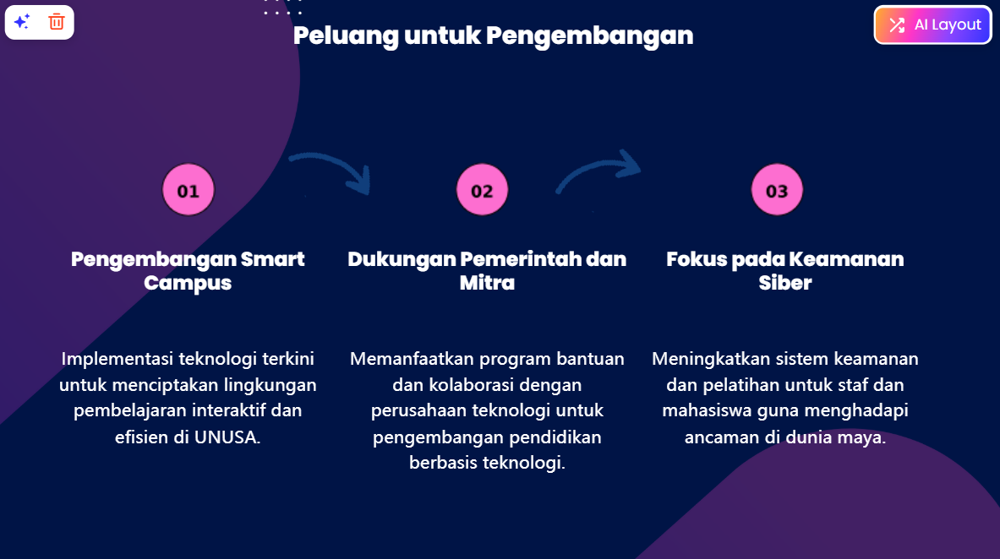 Peluang untuk Pengembangan
AI Layout
01
02
03
Pengembangan Smart
Campus
Dukungan Pemerintah dan
Mitra
Fokus pada Keamanan
Siber
Implementasi teknologi terkini
untuk menciptakan lingkungan
pembelajaran interaktif dan
efisien di UNUSA.
Memanfaatkan program bantuan
dan kolaborasi dengan
perusahaan teknologi untuk
pengembangan pendidikan
berbasis teknologi.
Meningkatkan sistem keamanan
dan pelatihan untuk staf dan
mahasiswa guna menghadapi
ancaman di dunia maya.